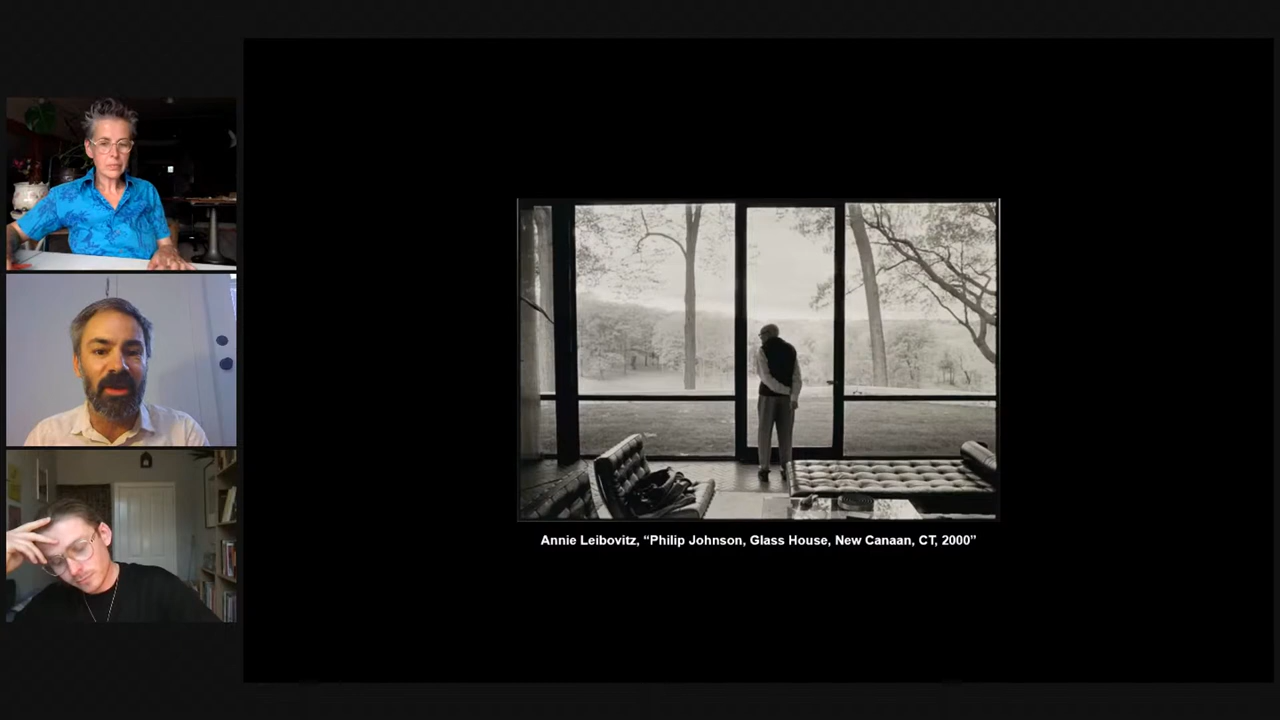 Annie Leibovitz, “Philip Johnson, Glass House, New Canaan, CT, 2000”